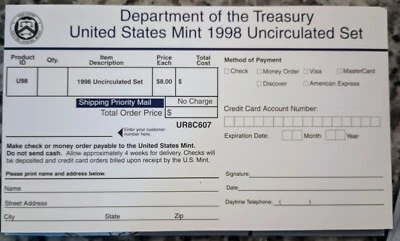 Department of the Treasury
United States Mint 1998 Uncirculated Set
Product ID Qty. Item Description Price Each Total Cost
U98 1998 Uncirculated Set $8.00 $
Shipping Priority Mail No Charge
Total Order Price $
Enter your customer number here. UR8C607
Make check or money order payable to the United States Mint.
Do not send cash. Allow approximately 4 weeks for delivery. Checks will
be deposited and credit card orders billed upon receipt by the U.S. Mint.
Please print name and address below.
Name
Street Address
City State Zip
Method of Payment
Check Money Order Visa MasterCard
Discover American Express
Credit Card Account Number:
Expiration Date: Month Year
Signature:
Date:
Daytime Telephone: ( )